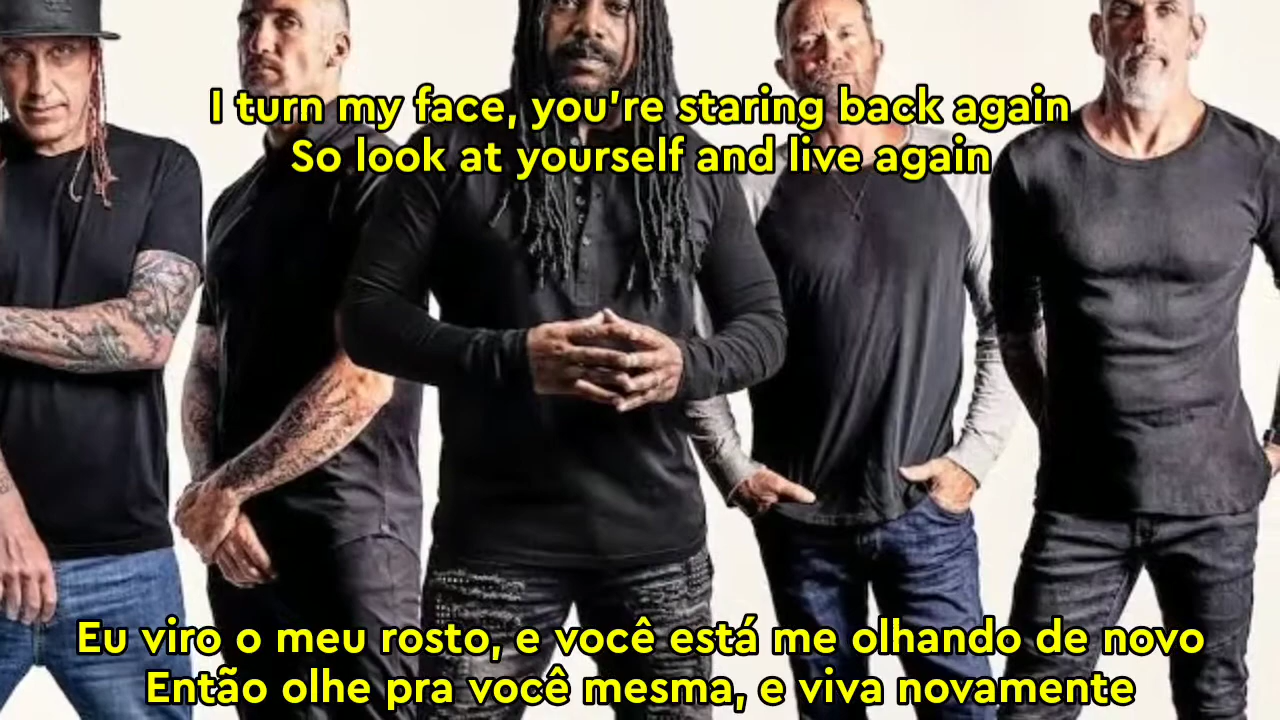 I turn my face, you're staring back again
So look at yourself and live again
Eu viro o meu rosto, e você está me olhando de novo
Então olhe pra você mesma, e viva novamente